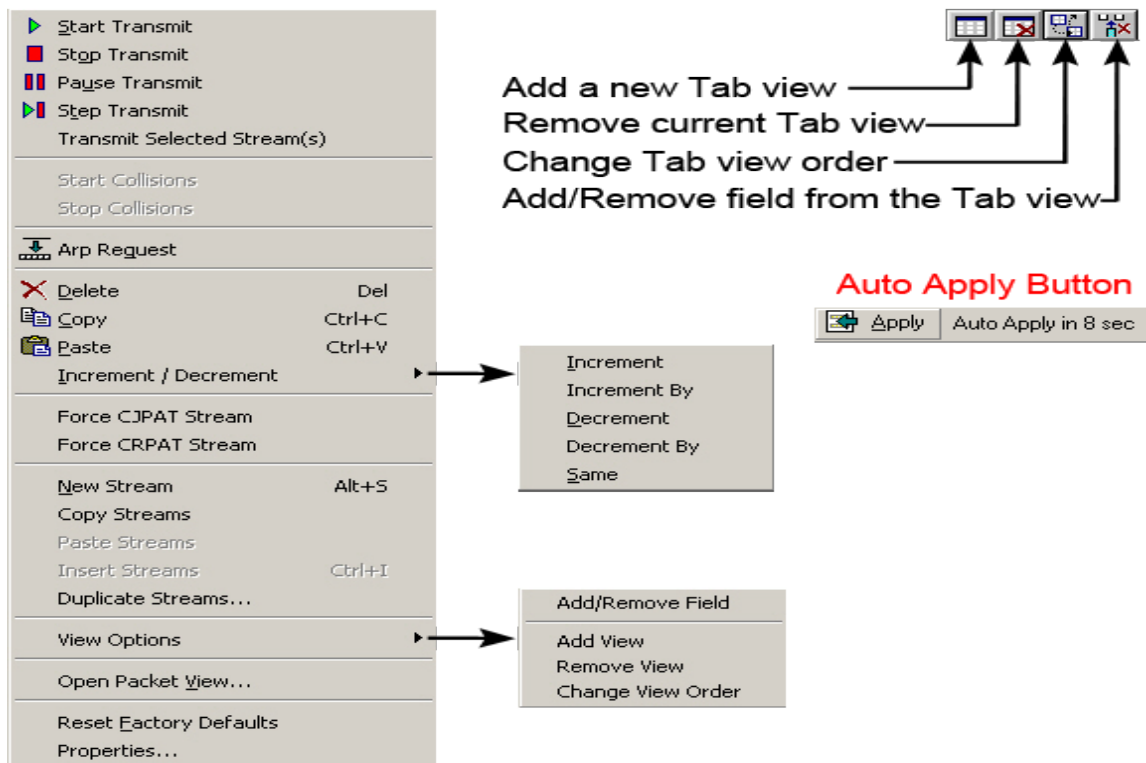 Start Transmit
Stop Transmit
Pause Transmit
Step Transmit
Transmit Selected Stream(s)
Start Collisions
Stop Collisions
Arp Request
Delete Del
Copy Ctrl+C
Paste Ctrl+V
Increment / Decrement
Force CJPAT Stream
Force CRPAT Stream
New Stream Alt+S
Copy Streams
Paste Streams
Insert Streams Ctrl+I
Duplicate Streams...
View Options
Open Packet View...
Reset Factory Defaults
Properties...
Add a new Tab view
Remove current Tab view
Change Tab view order
Add/Remove field from the Tab view
Auto Apply Button
Apply Auto Apply in 8 sec
Increment
Increment By
Decrement
Decrement By
Same
Add/Remove Field
Add View
Remove View
Change View Order